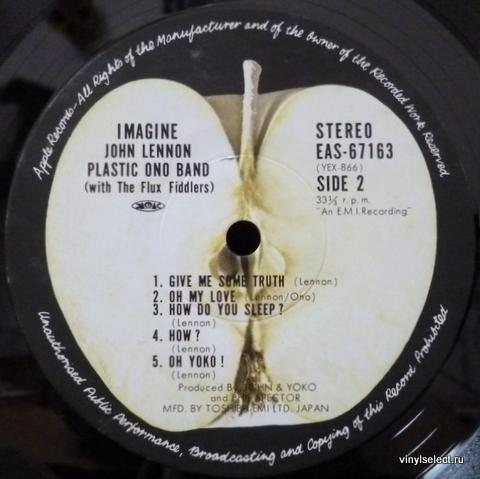 Apple Records-All Rights of the Manufacturer and of the Owner of the Recorded Work Reserved
IMAGINE
JOHN LENNON
PLASTIC ONO BAND
(with The Flux Fiddlers)
STEREO
EAS-67163
(YEX-866)
SIDE 2
33⅓ r.p.m.
"An E.M.I.Recording"
1. GIVE ME SOME TRUTH (Lennon)
2. OH MY LOVE (Lennon/Ono)
3. HOW DO YOU SLEEP?
(Lennon)
4. HOW?
(Lennon)
5. OH YOKO!
(Lennon)
Produced By JOHN & YOKO
and PHIL SPECTOR
MFD. BY TOSHIBA-EMI LTD. JAPAN
Unauthorised Public Performance, Broadcasting and Copying of this Record Prohibited
vinylselect.ru